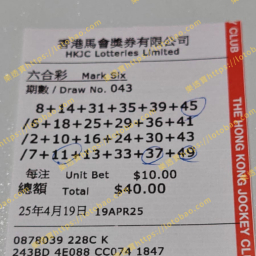 香港馬會獎券有限公司
HKJC Lotteries Limited
六合彩 Mark Six
期數 / Draw No. 043
8+14+31+35+39+45
/6+18+25+29+36+41
/2+10+16+24+30+43
/7+11+13+33+37+49
每注 Unit Bet $10.00
總額 Total $40.00
25年4月19日 19APR25
0878039 228C K
243BD 4E088 CC074 1847
CLUB
THE HONG KONG JOCKEY CL